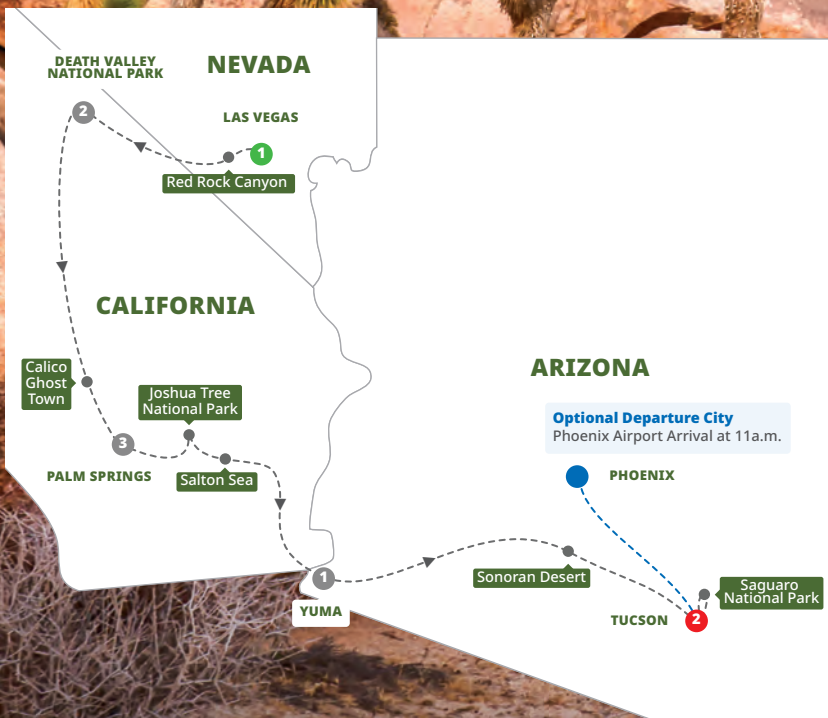 DEATH VALLEY
NATIONAL PARK
NEVADA
2
LAS VEGAS
1
Red Rock Canyon
CALIFORNIA
Calico
Ghost
Town
Joshua Tree
National Park
3
PALM SPRINGS
Salton Sea
ARIZONA
Optional Departure City
Phoenix Airport Arrival at 11a.m.
PHOENIX
1
YUMA
Sonoran Desert
Saguaro
National Park
TUCSON
2